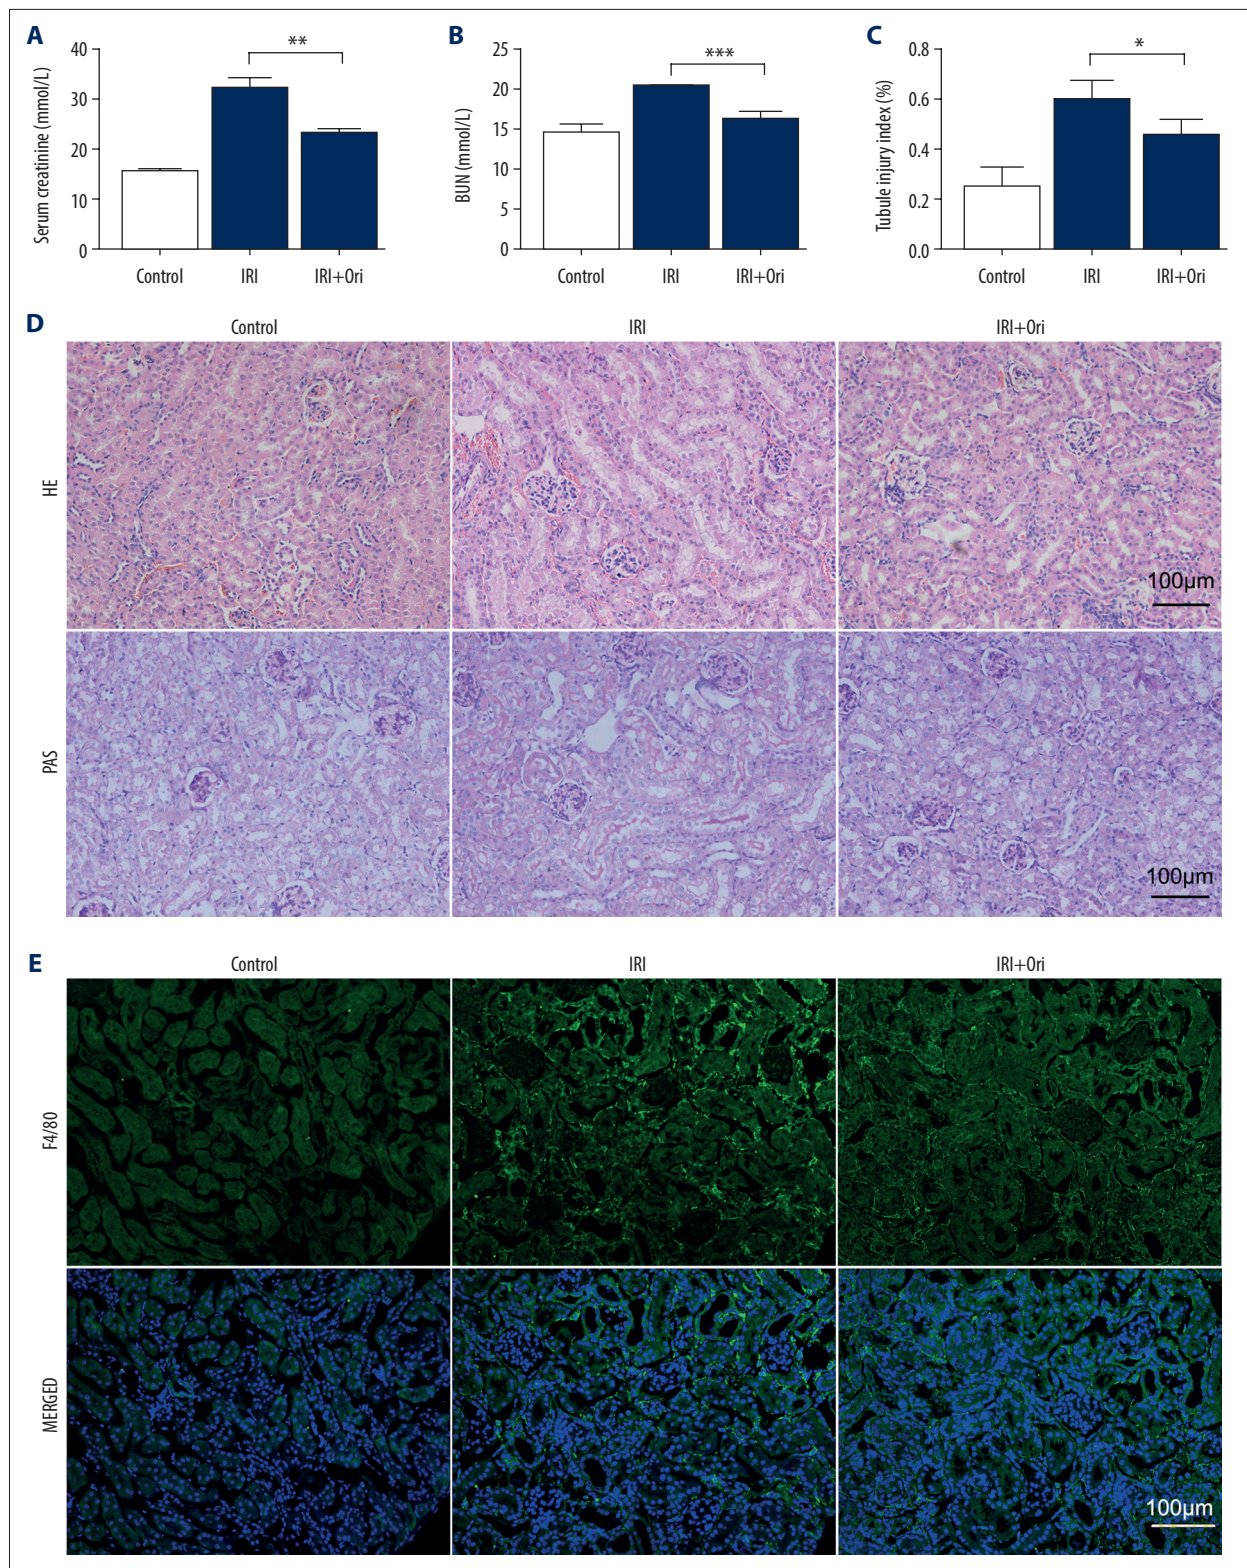 A
Serum creatinine (mmol/L)
40
30
20
10
0
**
Control IRI IRI+Ori
B
BUN (mmol/L)
25
20
15
10
5
0
***
Control IRI IRI+Ori
C
Tubule injury index (%)
0.8
0.6
0.4
0.2
0.0
*
Control IRI IRI+Ori
D
Control IRI IRI+Ori
HE
100µm
PAS
100µm
E
Control IRI IRI+Ori
F4/80
MERGED
100µm